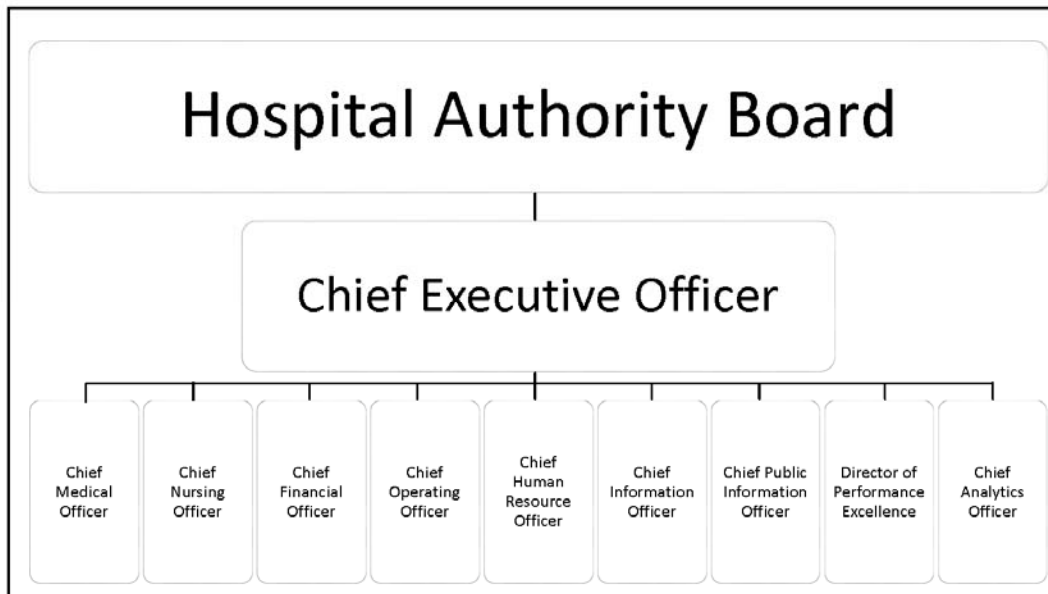 Hospital Authority Board
Chief Executive Officer
Chief
Medical
Officer
Chief
Nursing
Officer
Chief
Financial
Officer
Chief
Operating
Officer
Chief
Human
Resource
Officer
Chief
Information
Officer
Chief Public
Information
Officer
Director of
Performance
Excellence
Chief
Analytics
Officer